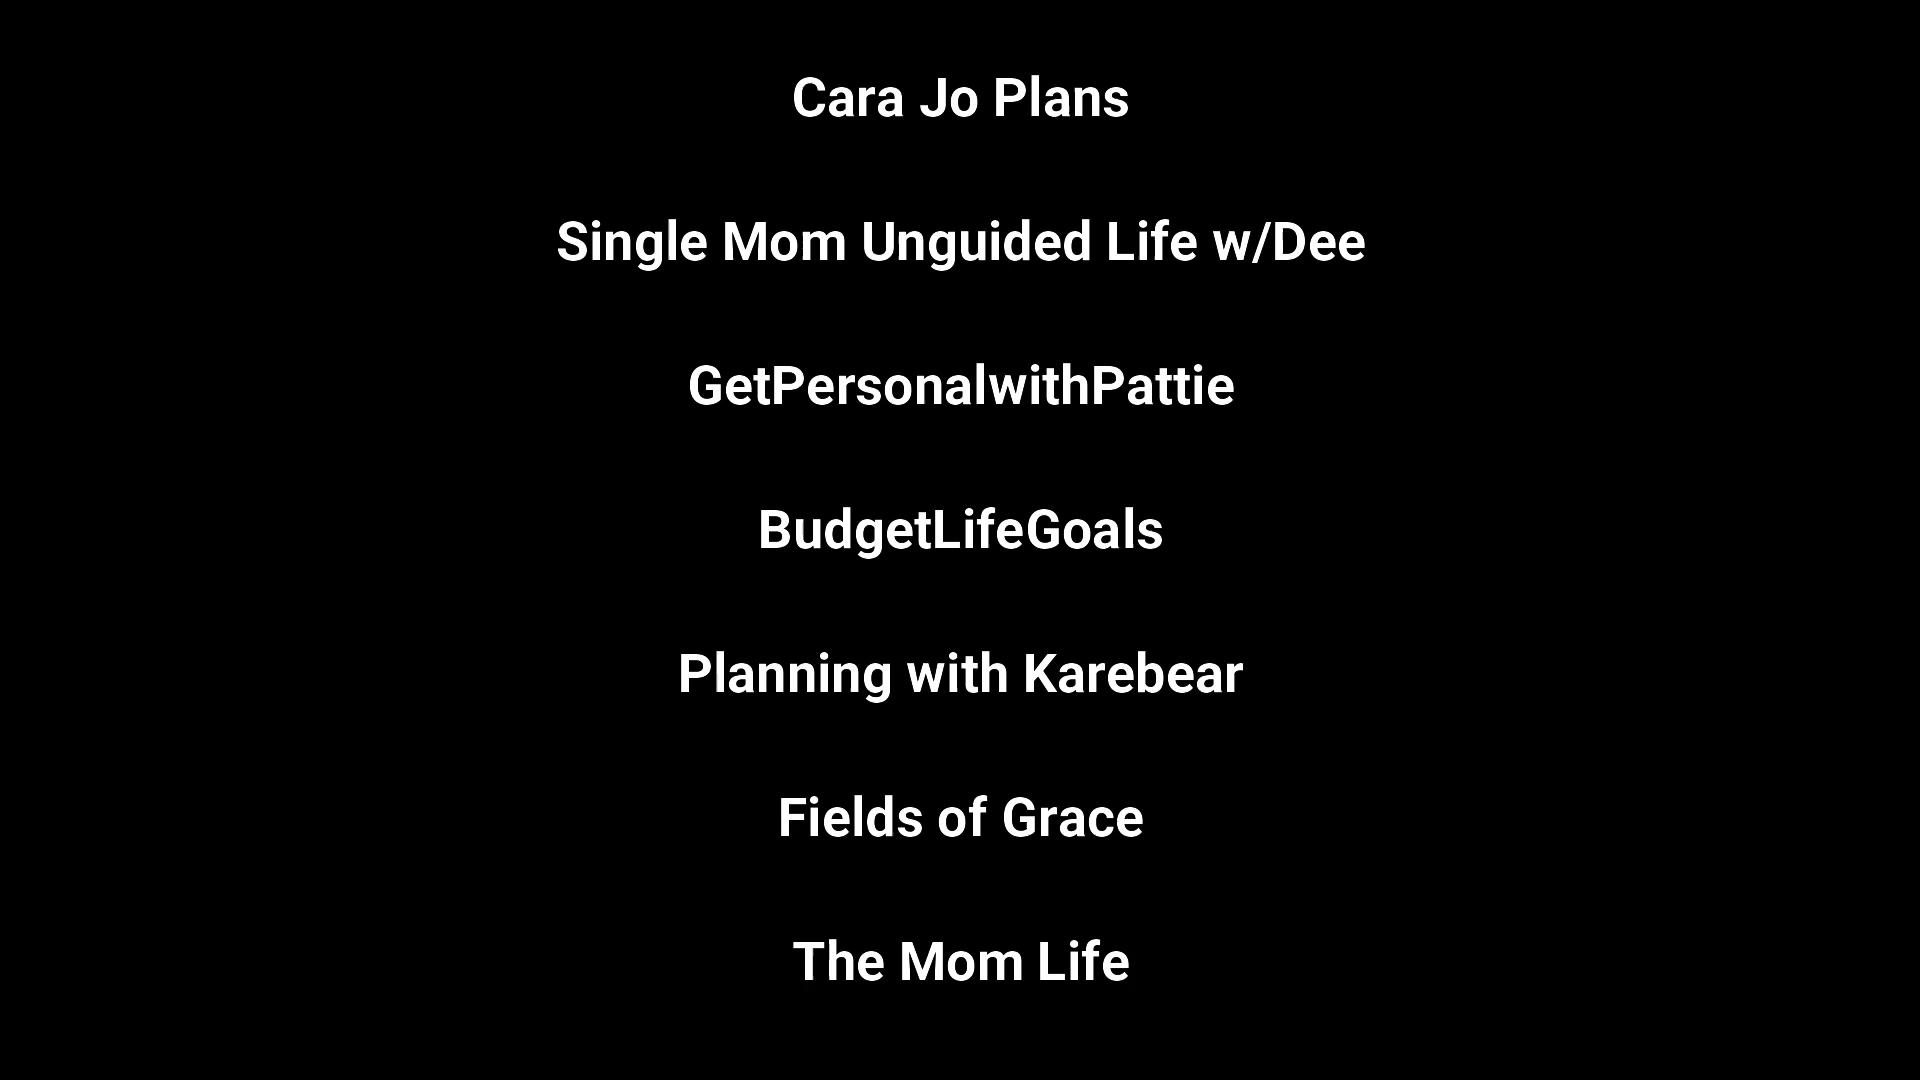 Cara Jo Plans
Single Mom Unguided Life w/Dee
GetPersonalwithPattie
BudgetLifeGoals
Planning with Karebear
Fields of Grace
The Mom Life